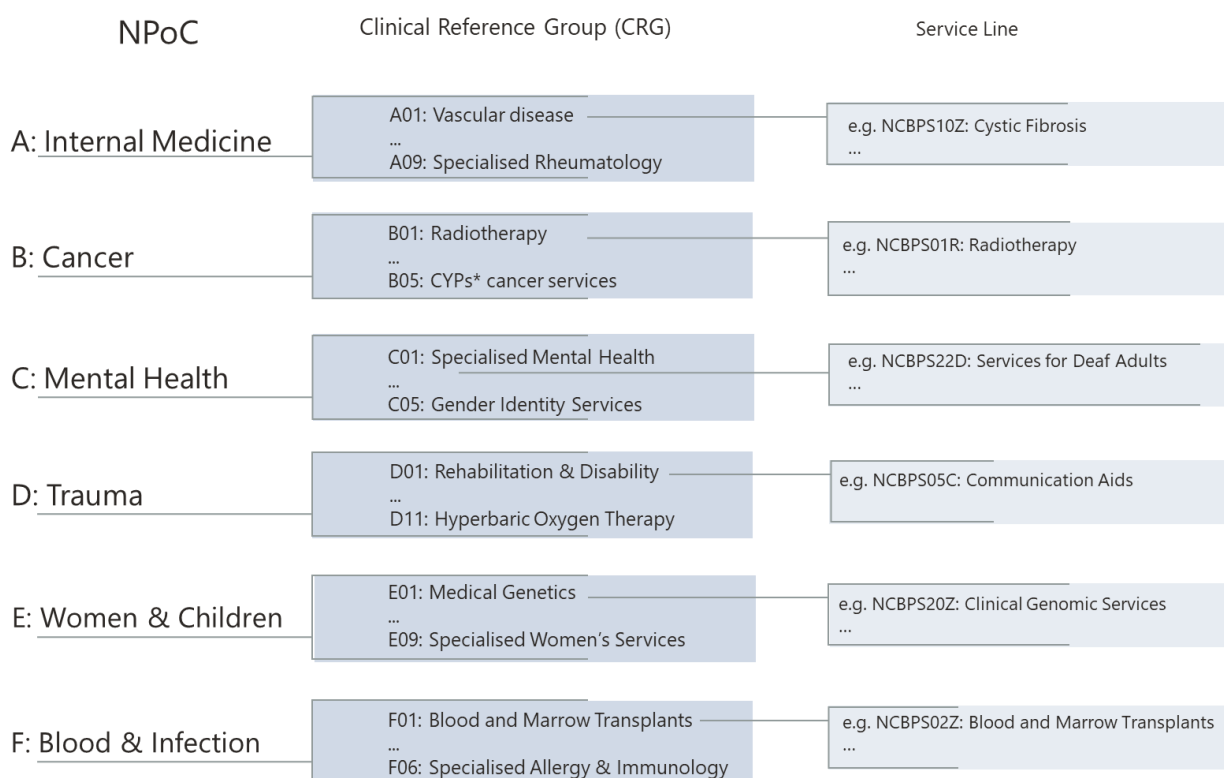 NPoC
Clinical Reference Group (CRG)
Service Line
A: Internal Medicine
A01: Vascular disease
...
A09: Specialised Rheumatology
e.g. NCBPS10Z: Cystic Fibrosis
...
B: Cancer
B01: Radiotherapy
...
B05: CYPs* cancer services
e.g. NCBPS01R: Radiotherapy
...
C: Mental Health
C01: Specialised Mental Health
...
C05: Gender Identity Services
e.g. NCBPS22D: Services for Deaf Adults
...
D: Trauma
D01: Rehabilitation & Disability
...
D11: Hyperbaric Oxygen Therapy
e.g. NCBPS05C: Communication Aids
E: Women & Children
E01: Medical Genetics
...
E09: Specialised Women’s Services
e.g. NCBPS20Z: Clinical Genomic Services
...
F: Blood & Infection
F01: Blood and Marrow Transplants
...
F06: Specialised Allergy & Immunology
e.g. NCBPS02Z: Blood and Marrow Transplants
...